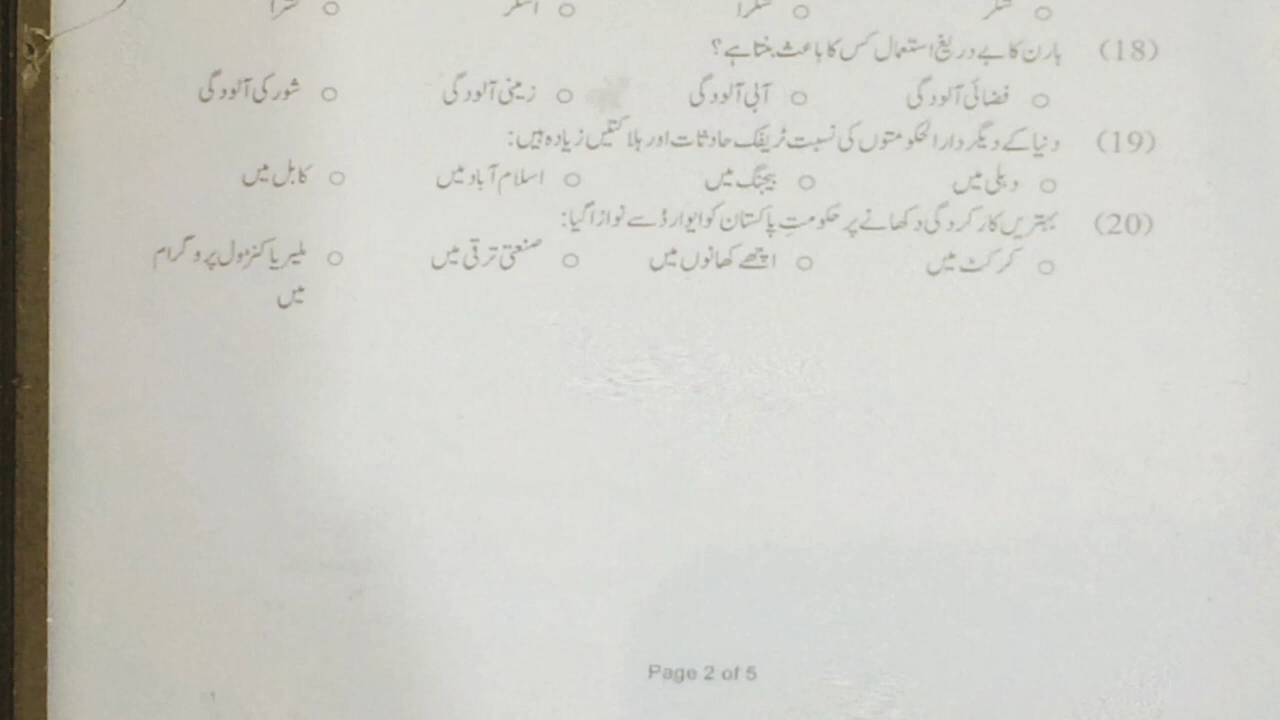 (18) ہارن کا بے دریغ استعمال کس کا باعث بنتا ہے؟
○ فضائی آلودگی ○ آبی آلودگی ○ زمینی آلودگی ○ شور کی آلودگی
(19) دنیا کے دیگر دارالحکومتوں کی نسبت ٹریفک حادثات اور ہلاکتیں زیادہ ہیں:
○ دہلی میں ○ بیجنگ میں ○ اسلام آباد میں ○ کابل میں
(20) بہتریں کارکردگی دکھانے پر حکومتِ پاکستان کو ایوارڈ سے نوازا گیا:
○ کرکٹ میں ○ اچھے کھانوں میں ○ صنعتی ترقی میں ○ ملیریا کنٹرول پروگرام
میں
Page 2 of 5